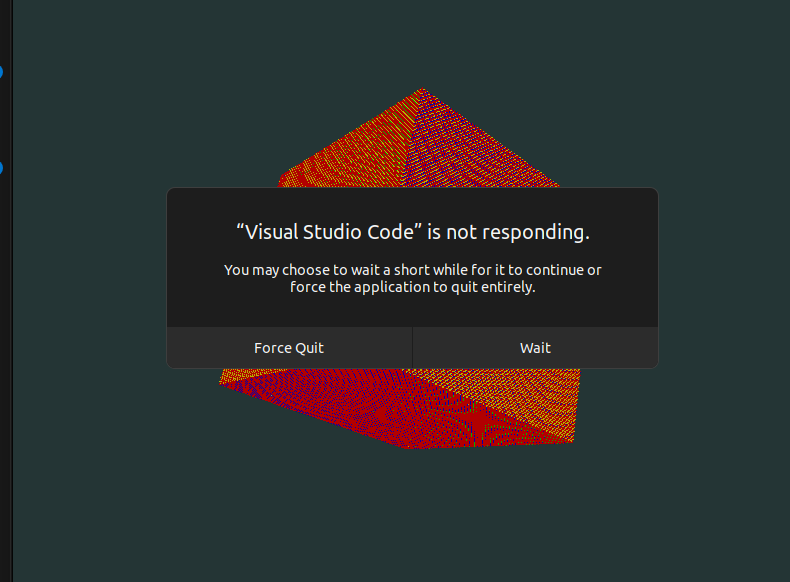 “Visual Studio Code” is not responding.
You may choose to wait a short while for it to continue or
force the application to quit entirely.
Force Quit
Wait